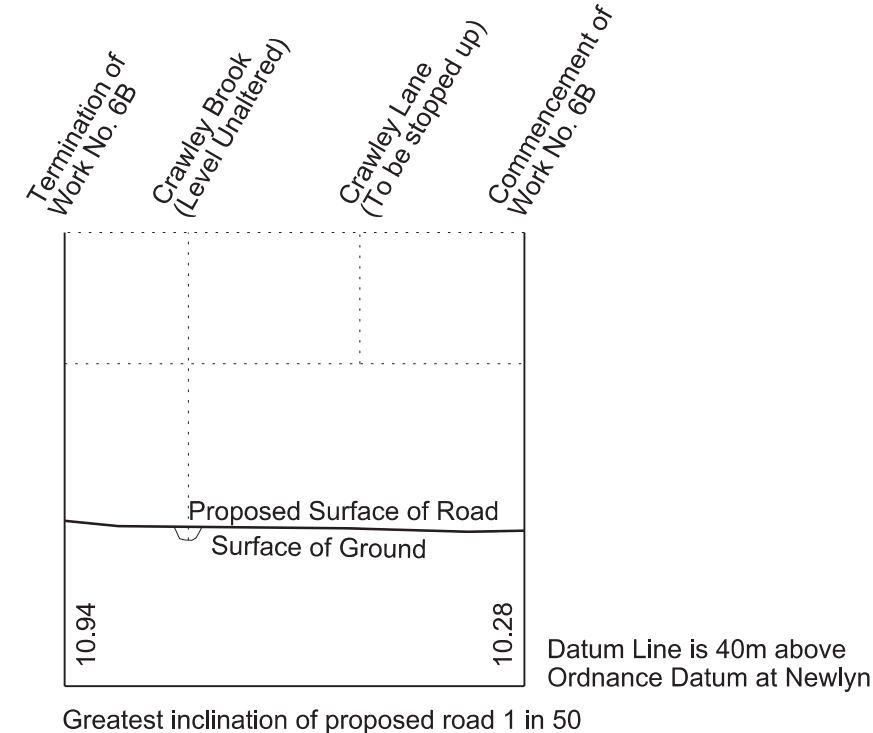 Termination of
Work No. 6B
Crawley Brook
(Level Unaltered)
Crawley Lane
(To be stopped up)
Commencement of
Work No. 6B
Proposed Surface of Road
Surface of Ground
10.94
10.28
Datum Line is 40m above
Ordnance Datum at Newlyn
Greatest inclination of proposed road 1 in 50